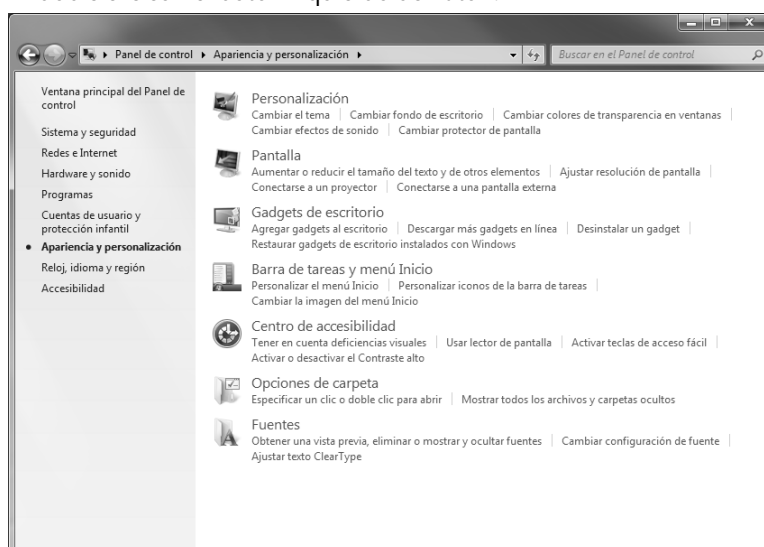 Panel de control ▸ Apariencia y personalización ▸
Buscar en el Panel de control
Ventana principal del Panel de
control
Sistema y seguridad
Redes e Internet
Hardware y sonido
Programas
Cuentas de usuario y
protección infantil
Apariencia y personalización
Reloj, idioma y región
Accesibilidad
Personalización
Cambiar el tema | Cambiar fondo de escritorio | Cambiar colores de transparencia en ventanas |
Cambiar efectos de sonido | Cambiar protector de pantalla
Pantalla
Aumentar o reducir el tamaño del texto y de otros elementos | Ajustar resolución de pantalla |
Conectarse a un proyector | Conectarse a una pantalla externa
Gadgets de escritorio
Agregar gadgets al escritorio | Descargar más gadgets en línea | Desinstalar un gadget |
Restaurar gadgets de escritorio instalados con Windows
Barra de tareas y menú Inicio
Personalizar el menú Inicio | Personalizar iconos de la barra de tareas |
Cambiar la imagen del menú Inicio
Centro de accesibilidad
Tener en cuenta deficiencias visuales | Usar lector de pantalla | Activar teclas de acceso fácil |
Activar o desactivar el Contraste alto
Opciones de carpeta
Especificar un clic o doble clic para abrir | Mostrar todos los archivos y carpetas ocultos
Fuentes
Obtener una vista previa, eliminar o mostrar y ocultar fuentes | Cambiar configuración de fuente |
Ajustar texto ClearType